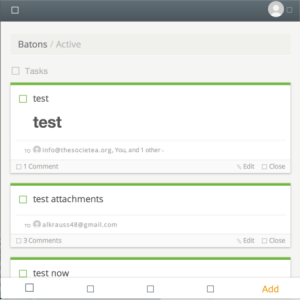 Batons / Active
Tasks
test
test
TO info@thesocietea.org, You, and 1 other -
1 Comment Edit Close
test attachments
TO alkrauss48@gmail.com
3 Comments Edit Close
test now
Add